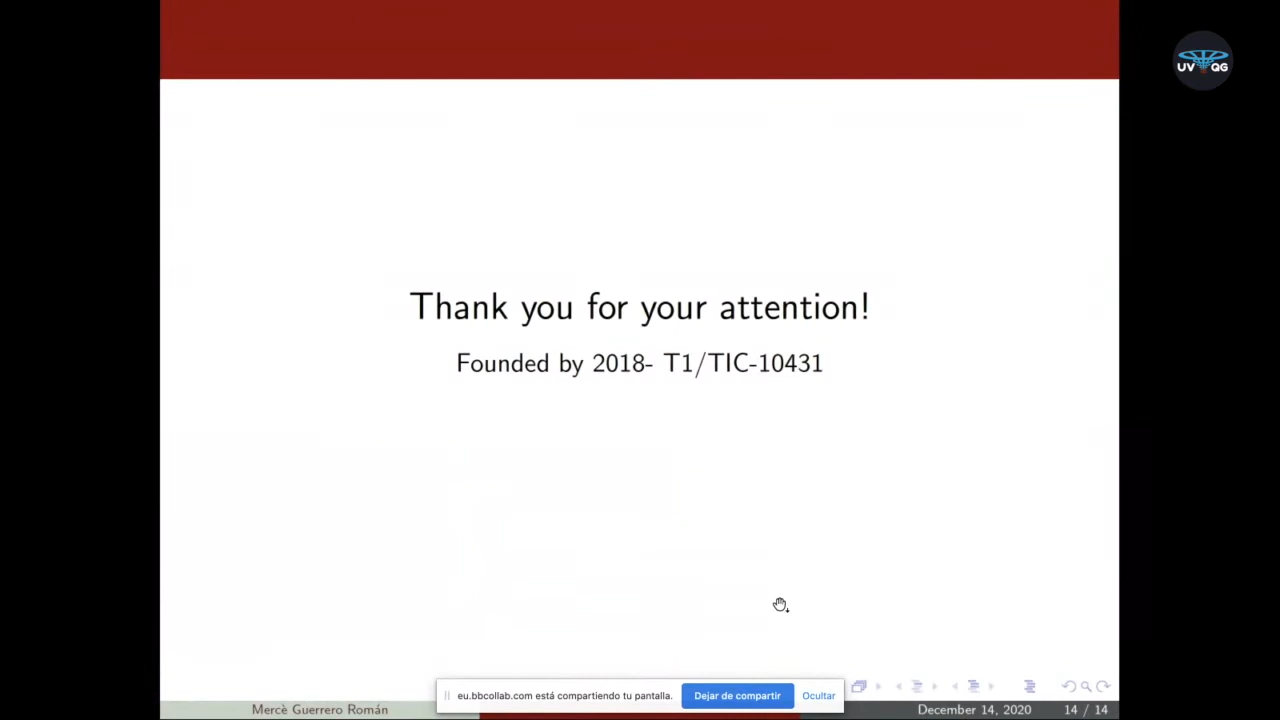 UV QG
Thank you for your attention!
Founded by 2018- T1/TIC-10431
eu.bbcollab.com está compartiendo tu pantalla.
Dejar de compartir
Ocultar
Mercè Guerrero Román
December 14, 2020
14 / 14